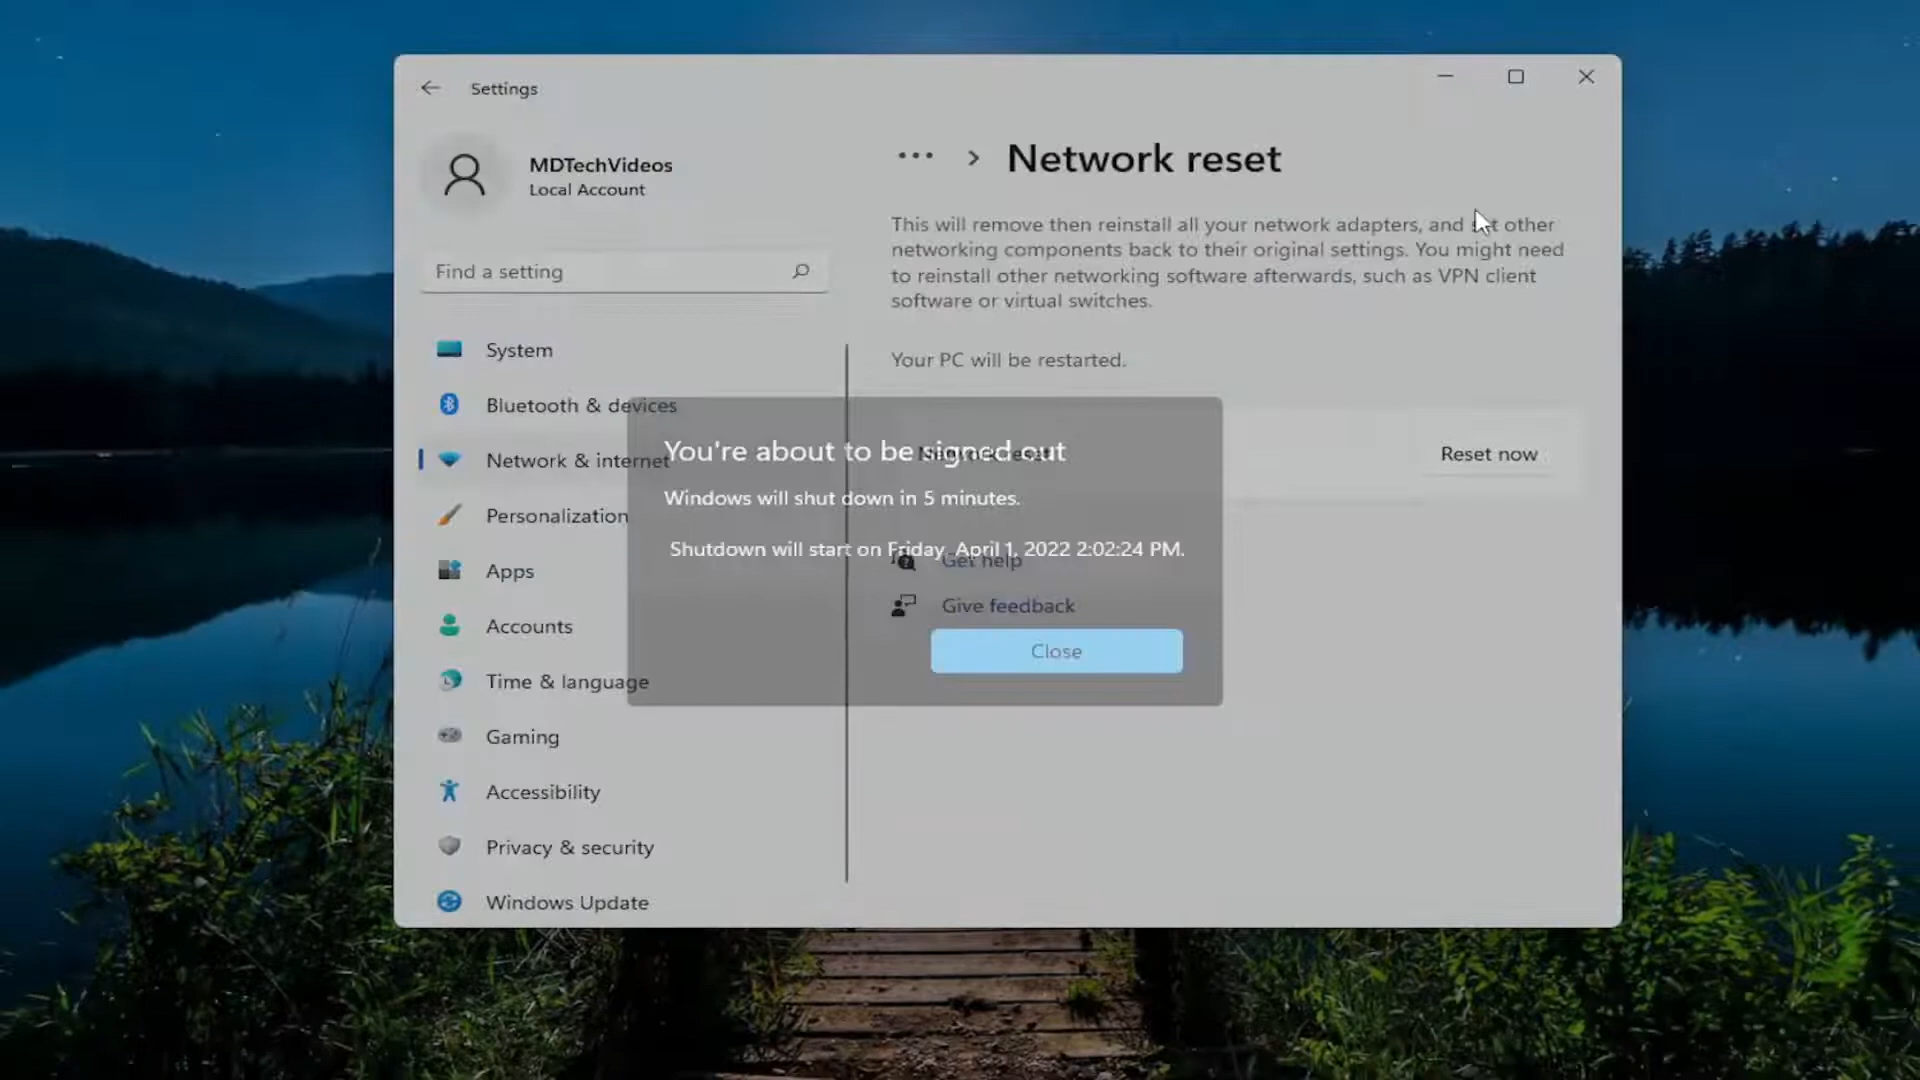 Settings
MDTechVideos
Local Account
Find a setting
System
Bluetooth & devices
Network & internet
Personalization
Apps
Accounts
Time & language
Gaming
Accessibility
Privacy & security
Windows Update
Network reset
This will remove then reinstall all your network adapters, and set other
networking components back to their original settings. You might need
to reinstall other networking software afterwards, such as VPN client
software or virtual switches.
Your PC will be restarted.
Network reset
Reset now
You're about to be signed out
Windows will shut down in 5 minutes.
Shutdown will start on Friday, April 1, 2022 2:02:24 PM.
Get help
Give feedback
Close